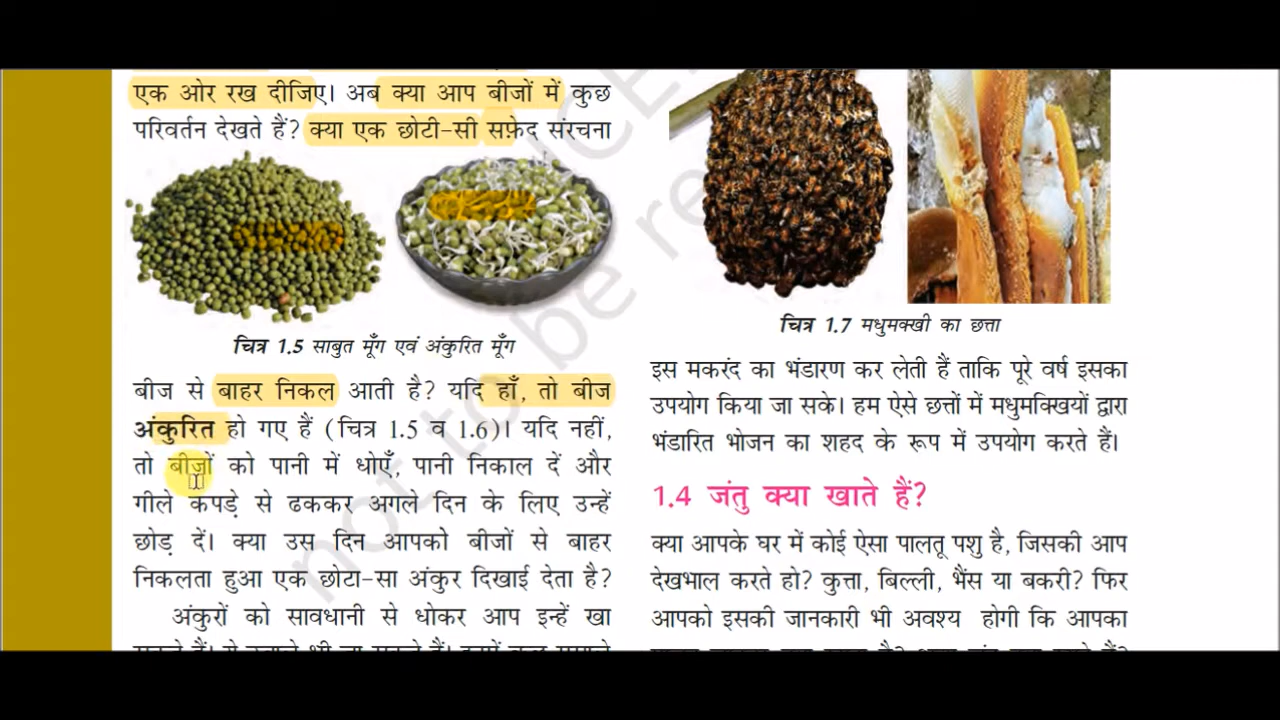 एक ओर रख दीजिए। अब क्या आप बीजों में कुछ
परिवर्तन देखते हैं? क्या एक छोटी-सी सफ़ेद संरचना
चित्र 1.5 साबुत मूँग एवं अंकुरित मूँग
बीज से बाहर निकल आती है? यदि हाँ, तो बीज
अंकुरित हो गए हैं (चित्र 1.5 व 1.6)। यदि नहीं,
तो बीजों को पानी में धोएँ, पानी निकाल दें और
गीले कपड़े से ढककर अगले दिन के लिए उन्हें
छोड़ दें। क्या उस दिन आपको बीजों से बाहर
निकलता हुआ एक छोटा-सा अंकुर दिखाई देता है?
अंकुरों को सावधानी से धोकर आप इन्हें खा
चित्र 1.7 मधुमक्खी का छत्ता
इस मकरंद का भंडारण कर लेती हैं ताकि पूरे वर्ष इसका
उपयोग किया जा सके। हम ऐसे छत्तों में मधुमक्खियों द्वारा
भंडारित भोजन का शहद के रूप में उपयोग करते हैं।
1.4 जंतु क्या खाते हैं?
क्या आपके घर में कोई ऐसा पालतू पशु है, जिसकी आप
देखभाल करते हो? कुत्ता, बिल्ली, भैंस या बकरी? फिर
आपको इसकी जानकारी भी अवश्य होगी कि आपका
not to be re